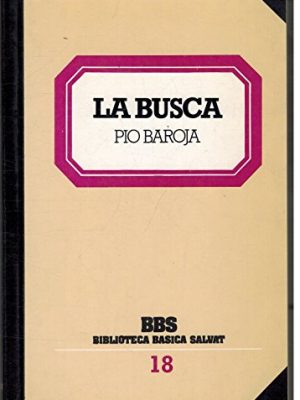 LA BUSCA
PIO BAROJA
BBS
BIBLIOTECA BASICA SALVAT
18